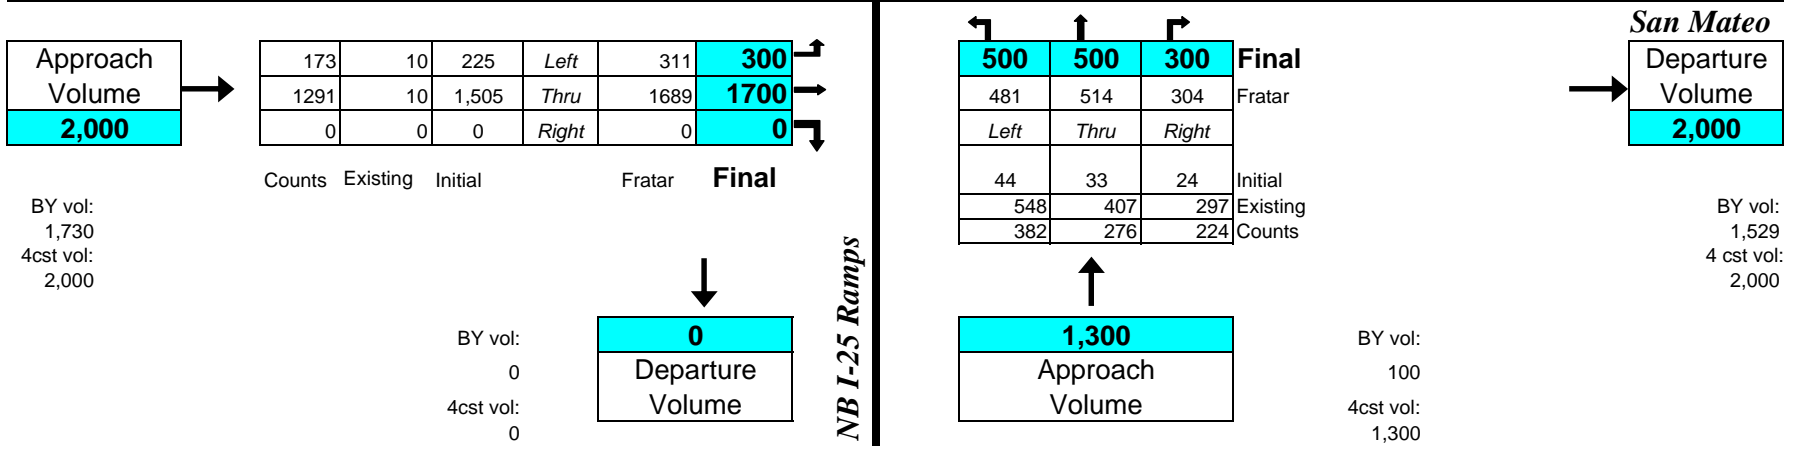 San Mateo
Approach
Volume
2,000
173 10 225 Left 311 300
1291 10 1,505 Thru 1689 1700
0 0 0 Right 0 0
Counts Existing Initial Fratar Final
BY vol:
1,730
4cst vol:
2,000
BY vol:
0
4cst vol:
0
0
Departure
Volume
NB I-25 Ramps
500 500 300 Final
481 514 304 Fratar
Left Thru Right
44 33 24 Initial
548 407 297 Existing
382 276 224 Counts
1,300
Approach
Volume
BY vol:
100
4cst vol:
1,300
Departure
Volume
2,000
BY vol:
1,529
4 cst vol:
2,000